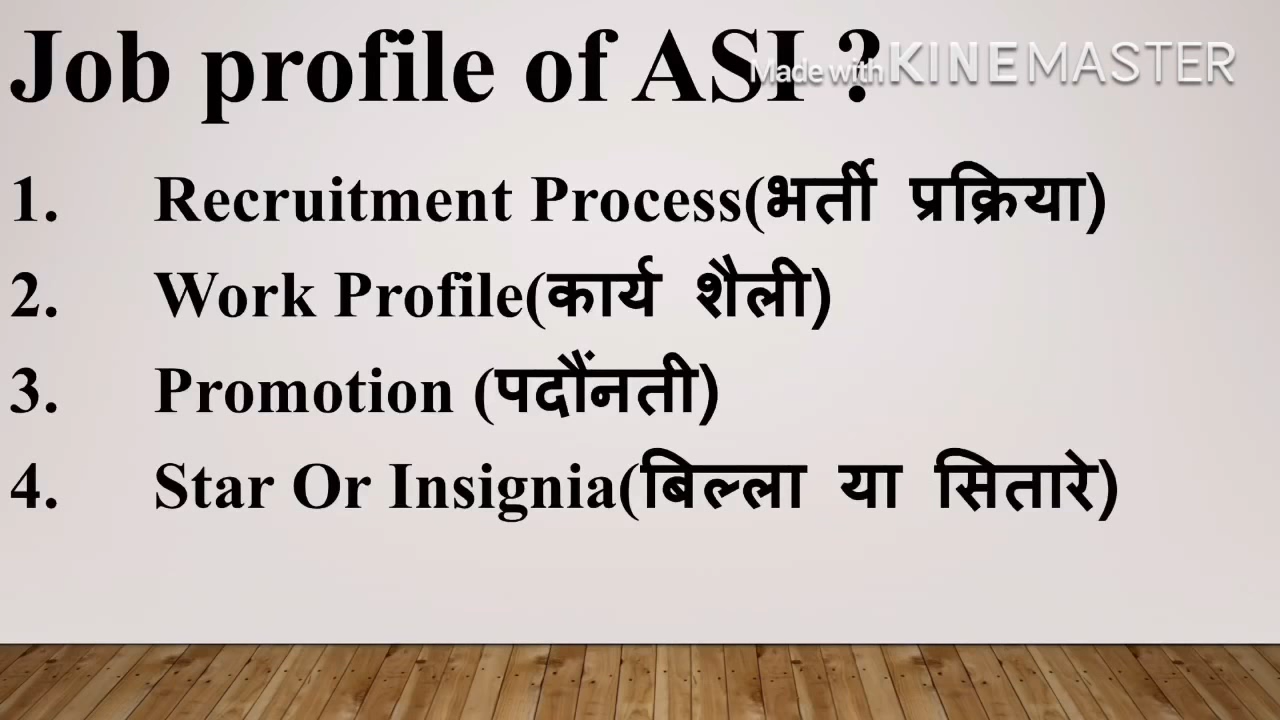 Job profile of ASI ?
Made with KINEMASTER
1. Recruitment Process(भर्ती प्रक्रिया)
2. Work Profile(कार्य शैली)
3. Promotion (पदौंनती)
4. Star Or Insignia(बिल्ला या सितारे)